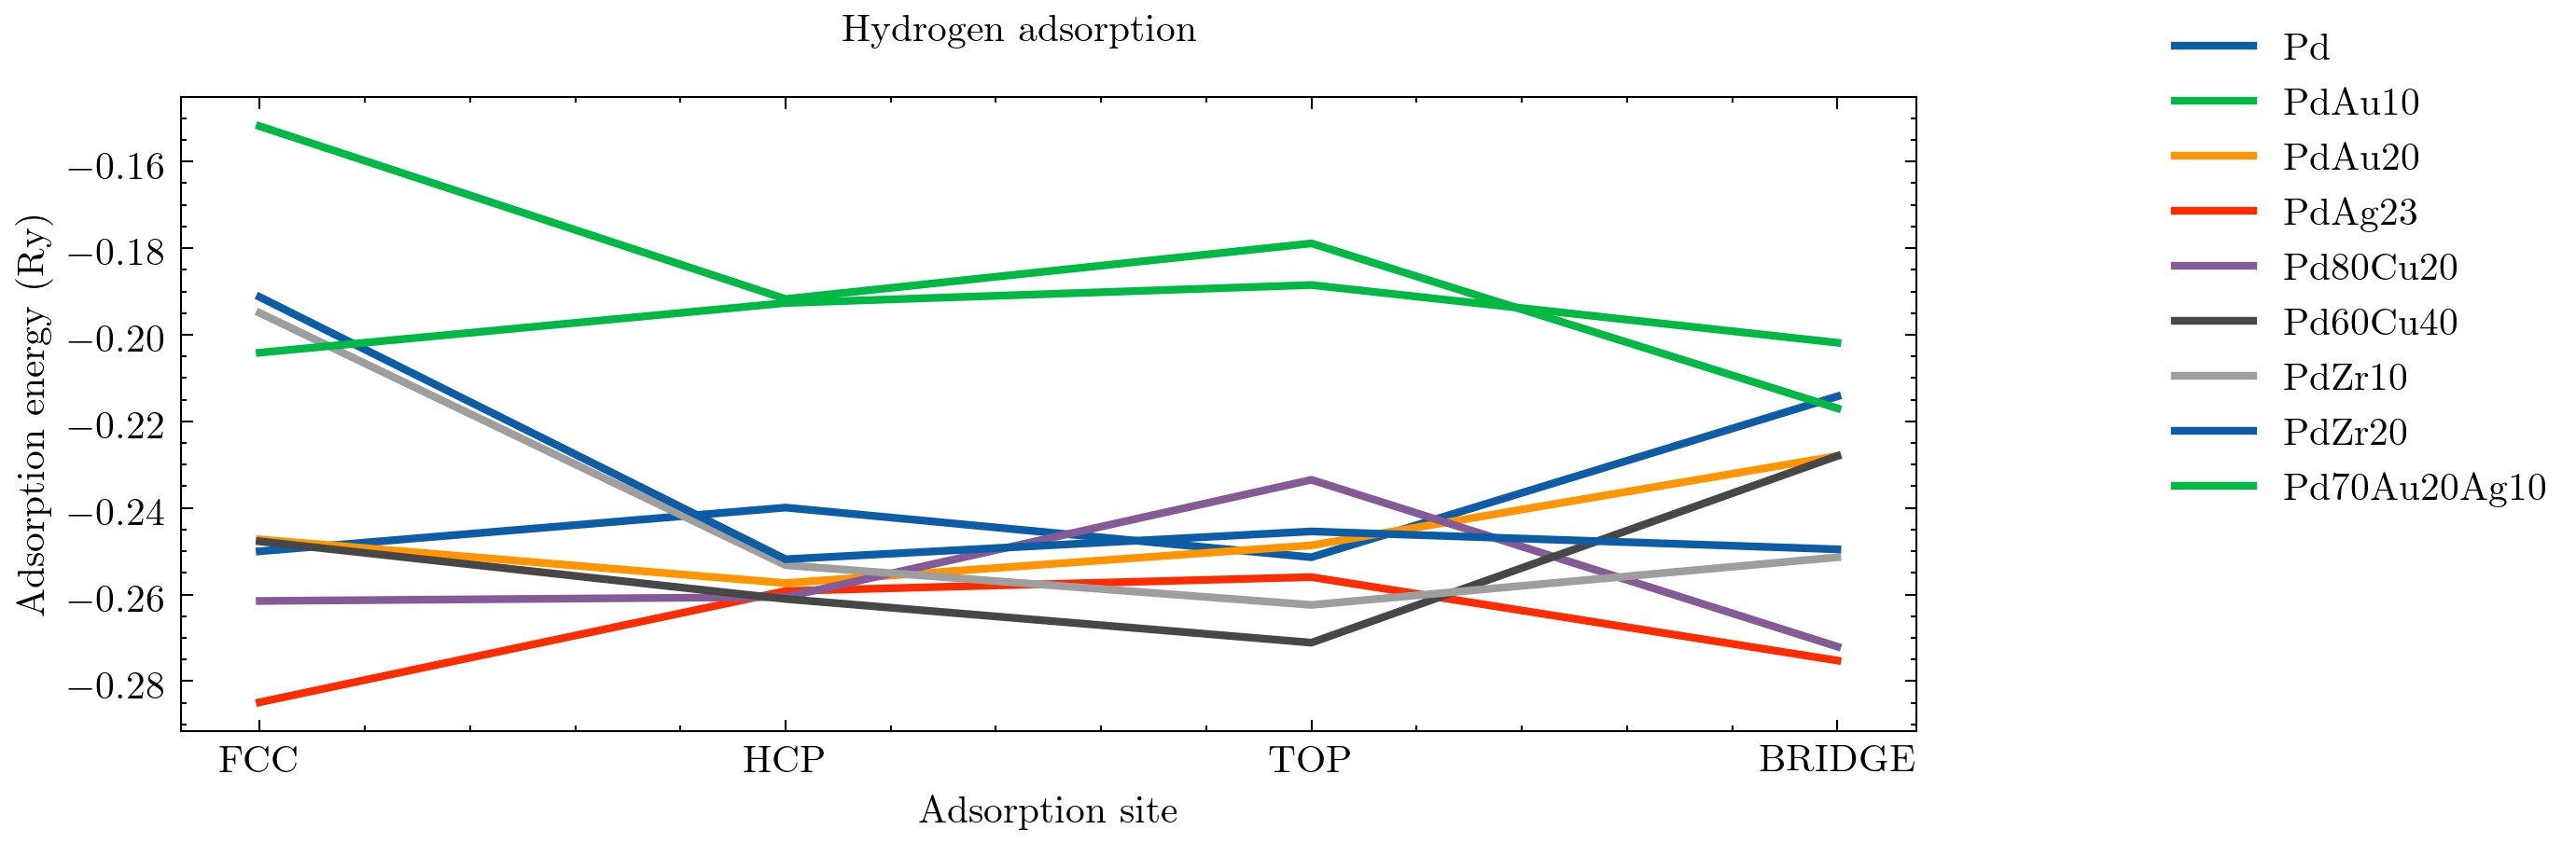 Hydrogen adsorption
Adsorption energy (Ry)
−0.16
−0.18
−0.20
−0.22
−0.24
−0.26
−0.28
FCC
HCP
TOP
BRIDGE
Adsorption site
Pd
PdAu10
PdAu20
PdAg23
Pd80Cu20
Pd60Cu40
PdZr10
PdZr20
Pd70Au20Ag10